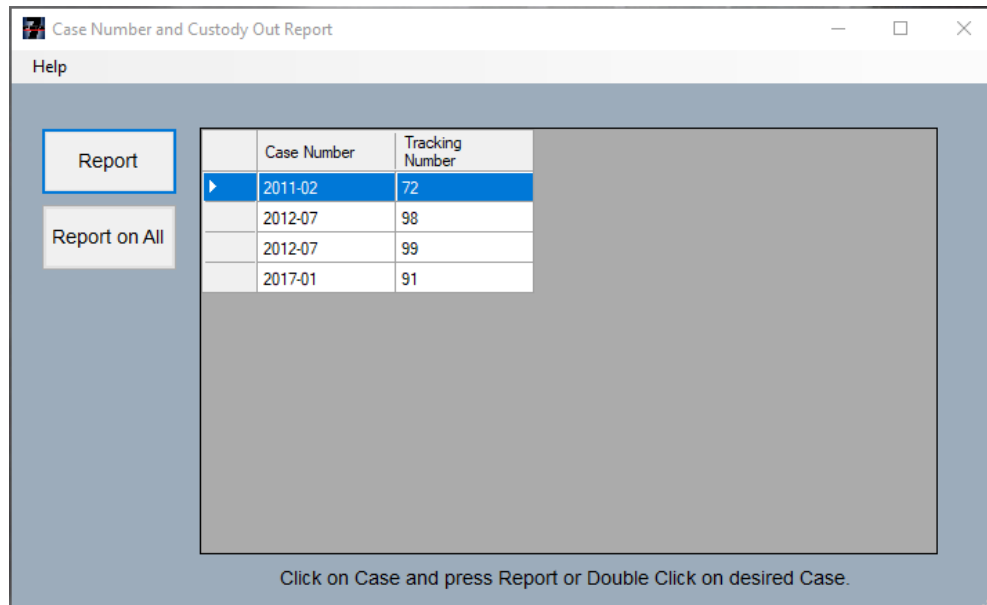 Case Number and Custody Out Report
Help
Report
Report on All
Case Number Tracking Number
2011-02 72
2012-07 98
2012-07 99
2017-01 91
Click on Case and press Report or Double Click on desired Case.